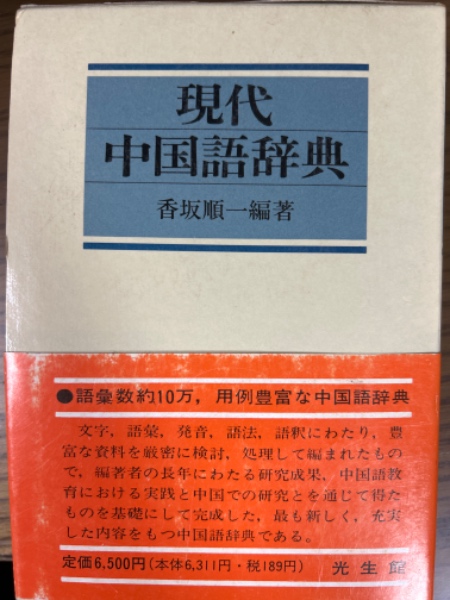 現代
中国語辞典
香坂順一編著
●語彙数約10万，用例豊富な中国語辞典
文字，語彙，発音，語法，語釈にわたり，豊
富な資料を厳密に検討，処理して編まれたもの
で，編著者の長年にわたる研究成果，中国語教
育における実践と中国での研究とを通じて得た
ものを基礎にして完成した，最も新しく，充実
した内容をもつ中国語辞典である。
定価6,500円（本体6,311円・税189円） 光生館